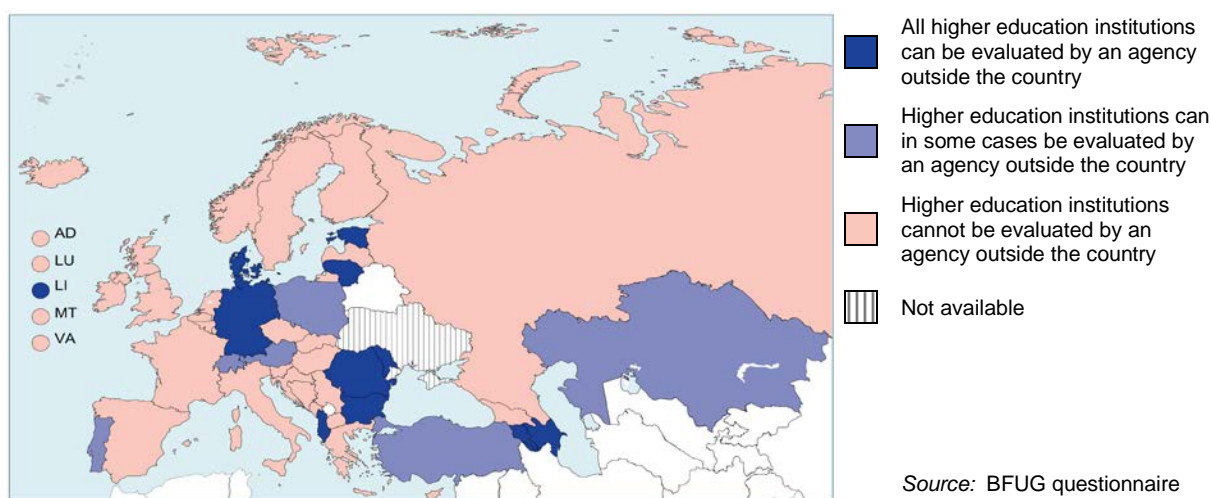 All higher education institutions
can be evaluated by an agency
outside the country
Higher education institutions can
in some cases be evaluated by
an agency outside the country
Higher education institutions
cannot be evaluated by an
agency outside the country
Not available
AD
LU
LI
MT
VA
Source: BFUG questionnaire